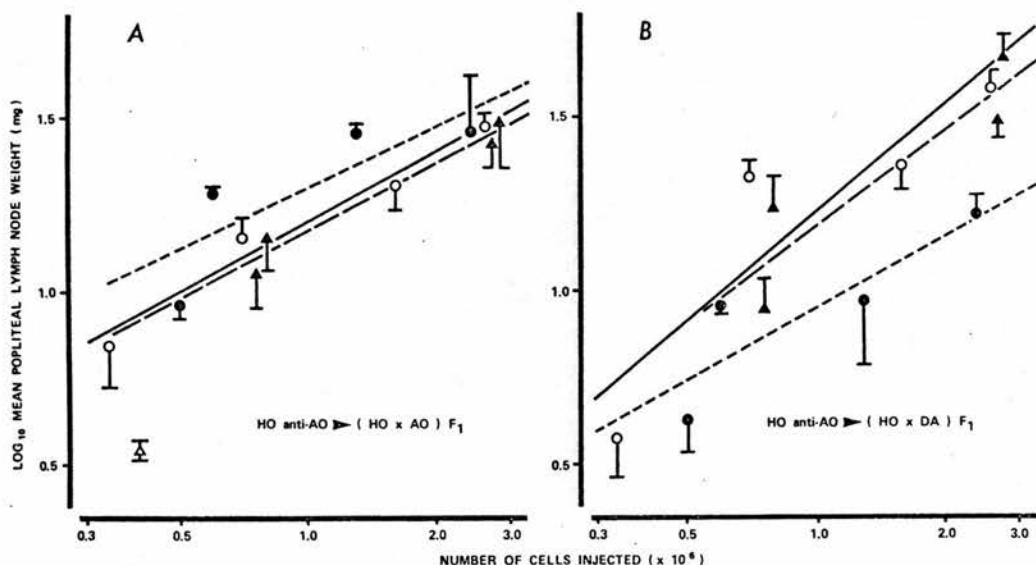 A
B
LOG₁₀ MEAN POPLITEAL LYMPH NODE WEIGHT (mg)
1.5
1.0
0.5
1.5
1.0
0.5
HO anti-AO ► (HO x AO) F₁
HO anti-AO ► (HO x DA) F₁
0.3 0.5 1.0 2.0 3.0
0.3 0.5 1.0 2.0 3.0
NUMBER OF CELLS INJECTED (x 10⁶)